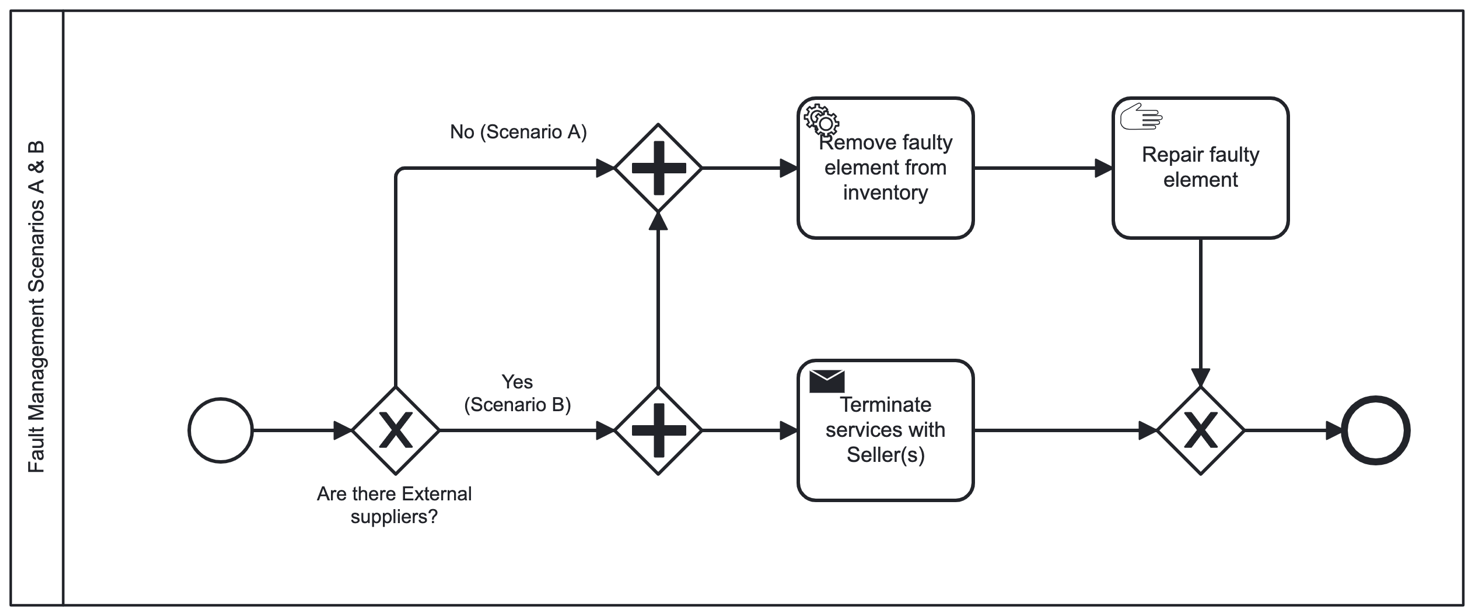 Fault Management Scenarios A & B
No (Scenario A)
Remove faulty
element from
inventory
Repair faulty
element
Yes
(Scenario B)
Are there External
suppliers?
Terminate
services with
Seller(s)